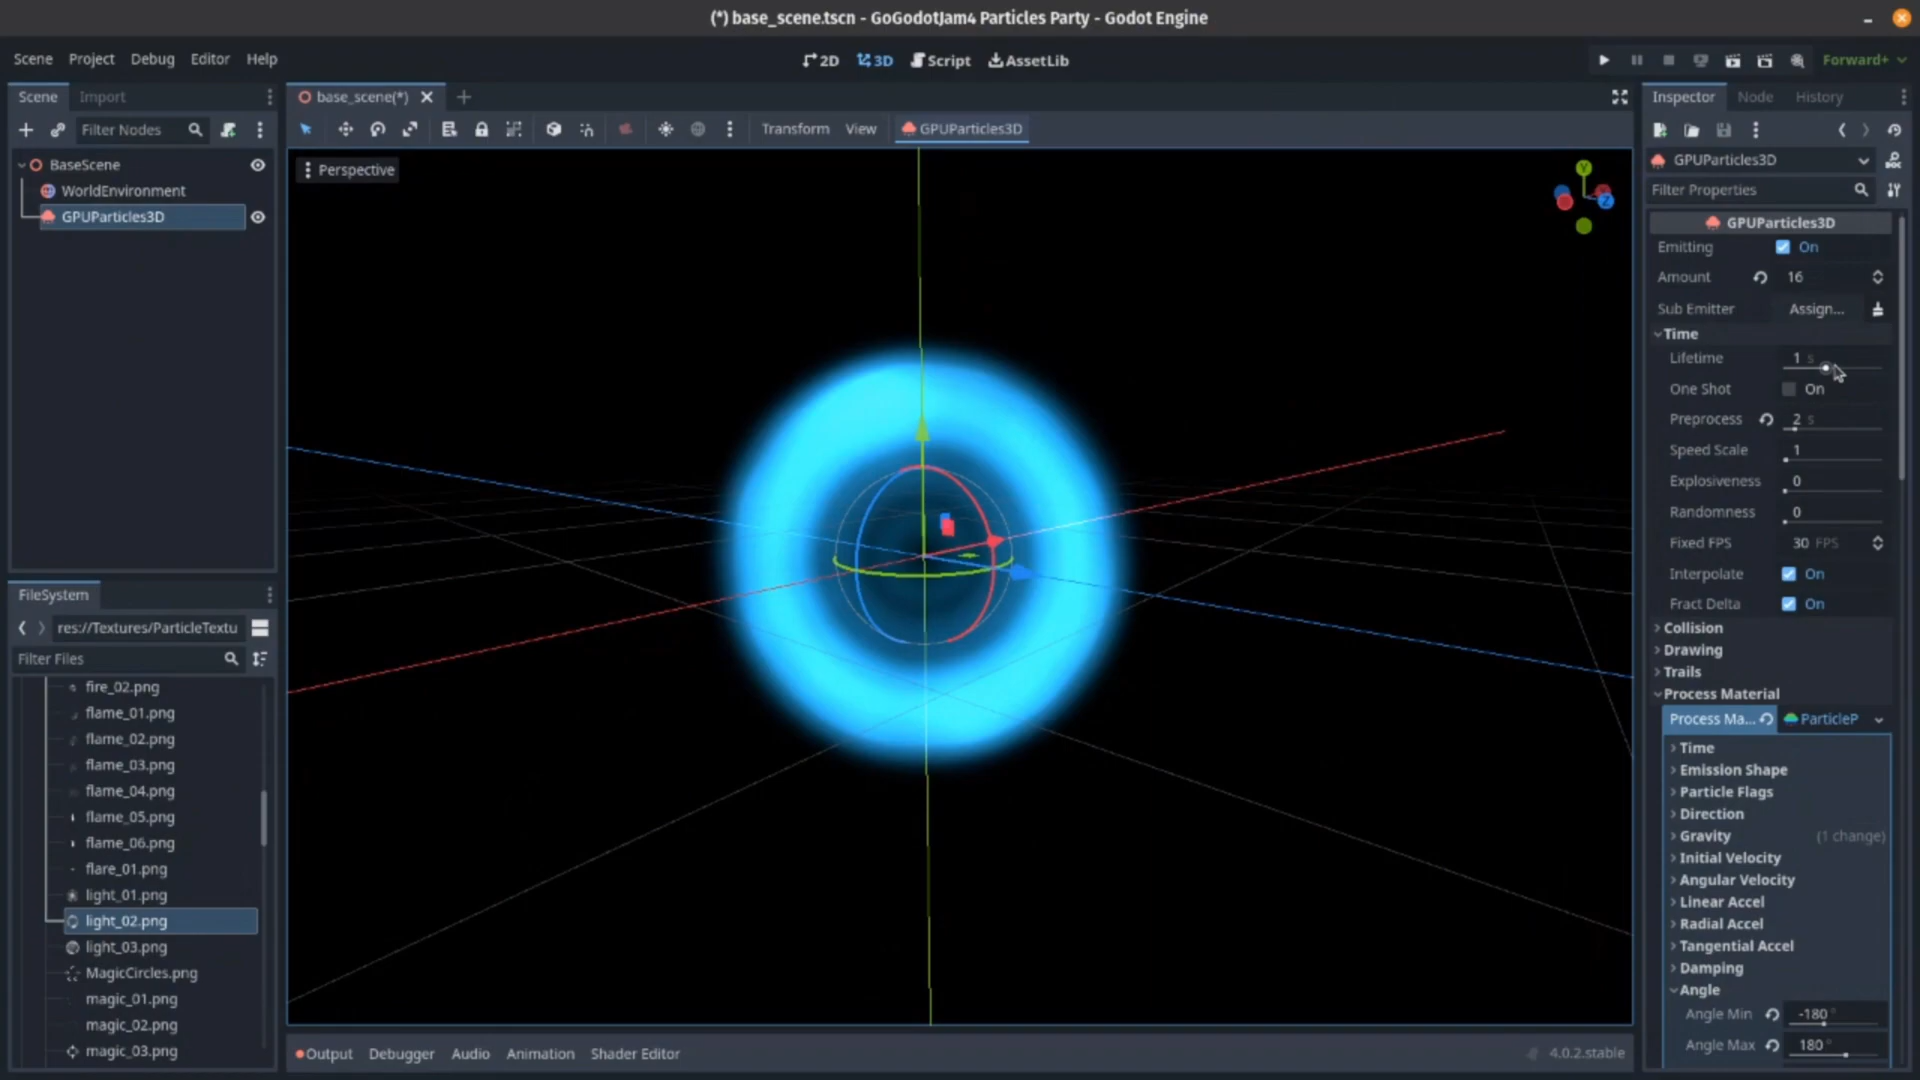 (*) base_scene.tscn - GoGodotJam4 Particles Party - Godot Engine
Scene Project Debug Editor Help
2D 3D Script AssetLib
Forward+
Scene Import
Filter Nodes
BaseScene
WorldEnvironment
GPUParticles3D
FileSystem
res://Textures/ParticleTextu
Filter Files
fire_02.png
flame_01.png
flame_02.png
flame_03.png
flame_04.png
flame_05.png
flame_06.png
flare_01.png
light_01.png
light_02.png
light_03.png
MagicCircles.png
magic_01.png
magic_02.png
magic_03.png
base_scene(*)
Transform View GPUParticles3D
Perspective
Y
Z
Output Debugger Audio Animation Shader Editor 4.0.2.stable
Inspector Node History
GPUParticles3D
Filter Properties
GPUParticles3D
Emitting On
Amount 16
Sub Emitter Assign...
Time
Lifetime 1 s
One Shot On
Preprocess 2 s
Speed Scale 1
Explosiveness 0
Randomness 0
Fixed FPS 30 FPS
Interpolate On
Fract Delta On
Collision
Drawing
Trails
Process Material
Process Ma... ParticleP
Time
Emission Shape
Particle Flags
Direction
Gravity (1 change)
Initial Velocity
Angular Velocity
Linear Accel
Radial Accel
Tangential Accel
Damping
Angle
Angle Min -180 °
Angle Max 180 °